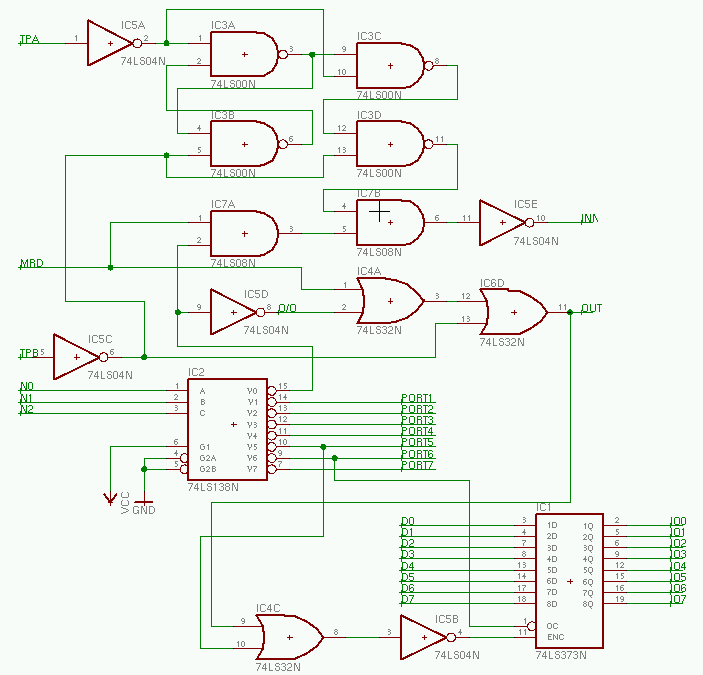 IC5A
TPA 1 2
74LS04N
IC3A
1 3
2
74LS00N
IC3C
9 8
10
74LS00N
IC3B
4 6
5
74LS00N
IC3D
12 11
13
74LS00N
IC7A
1 3
2
74LS08N
IC7B
4 6
5
74LS08N
IC5E
11 10 INN
74LS04N
MRD
IC5D
9 8 O/O
74LS04N
IC4A
1 3
2
74LS32N
IC6D
12 11 OUT
13
74LS32N
IC5C
TPB 5 6
74LS04N
IC2
N0 1 A Y0 15
N1 2 B Y1 14 PORT1
N2 3 C Y2 13 PORT2
Y3 12 PORT3
Y4 11 PORT4
6 G1 Y5 10 PORT5
4 G2A Y6 9 PORT6
5 G2B Y7 7 PORT7
74LS138N
VCC
GND
IC1
D0 3 1D 1Q 2 IO0
D1 4 2D 2Q 5 IO1
D2 7 3D 3Q 6 IO2
D3 8 4D 4Q 9 IO3
D4 13 5D 5Q 12 IO4
D5 14 6D 6Q 15 IO5
D6 17 7D 7Q 16 IO6
D7 18 8D 8Q 19 IO7
1 OC
11 ENC
74LS373N
IC4C
9 8
10
74LS32N
IC5B
3 4
74LS04N